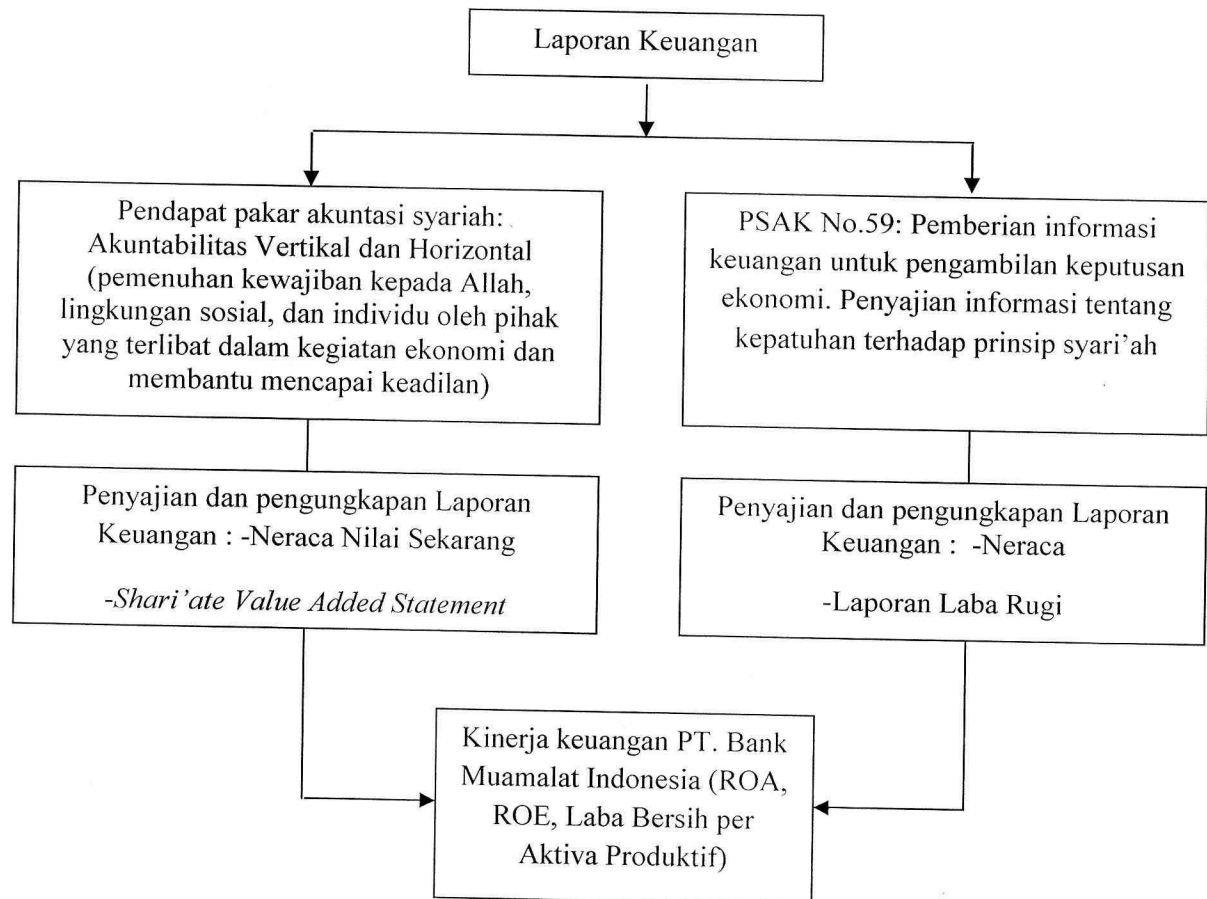 Laporan Keuangan
Pendapat pakar akuntasi syariah:
Akuntabilitas Vertikal dan Horizontal
(pemenuhan kewajiban kepada Allah,
lingkungan sosial, dan individu oleh pihak
yang terlibat dalam kegiatan ekonomi dan
membantu mencapai keadilan)
PSAK No.59: Pemberian informasi
keuangan untuk pengambilan keputusan
ekonomi. Penyajian informasi tentang
kepatuhan terhadap prinsip syari'ah
Penyajian dan pengungkapan Laporan
Keuangan : -Neraca Nilai Sekarang
-Shari'ate Value Added Statement
Penyajian dan pengungkapan Laporan
Keuangan : -Neraca
-Laporan Laba Rugi
Kinerja keuangan PT. Bank
Muamalat Indonesia (ROA,
ROE, Laba Bersih per
Aktiva Produktif)